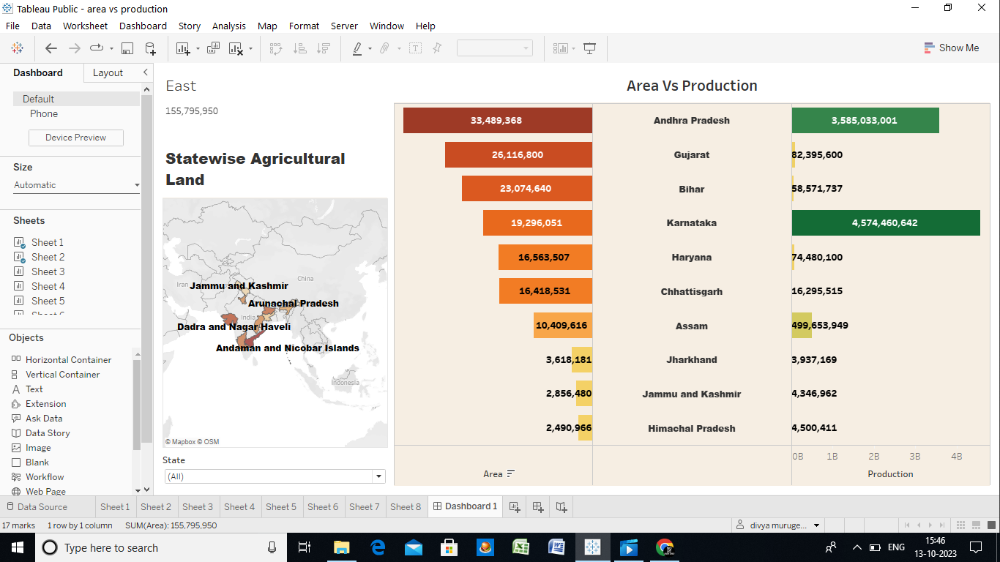 Tableau Public - area vs production
File Data Worksheet Dashboard Story Analysis Map Format Server Window Help
Show Me
Dashboard Layout
Default
Phone
Device Preview
Size
Automatic
Sheets
Sheet 1
Sheet 2
Sheet 3
Sheet 4
Sheet 5
Objects
Horizontal Container
Vertical Container
Text
Extension
Ask Data
Data Story
Image
Blank
Workflow
Web Page
East
155,795,950
Statewise Agricultural
Land
Iran
China
India
Indonesia
Jammu and Kashmir
Arunachal Pradesh
Dadra and Nagar Haveli
Andaman and Nicobar Islands
© Mapbox © OSM
State
(All)
Area Vs Production
33,489,368 Andhra Pradesh 3,585,033,001
26,116,800 Gujarat 82,395,600
23,074,640 Bihar 58,571,737
19,296,051 Karnataka 4,574,460,642
16,563,507 Haryana 74,480,100
16,418,531 Chhattisgarh 16,295,515
10,409,616 Assam 499,653,949
3,618,181 Jharkhand 3,937,169
2,856,480 Jammu and Kashmir 4,346,962
2,490,966 Himachal Pradesh 4,500,411
0B 1B 2B 3B 4B
Area Production
Data Source Sheet 1 Sheet 2 Sheet 3 Sheet 4 Sheet 5 Sheet 6 Sheet 7 Sheet 8 Dashboard 1
17 marks 1 row by 1 column SUM(Area): 155,795,950 divya muruge...
Type here to search
ENG
15:46
13-10-2023